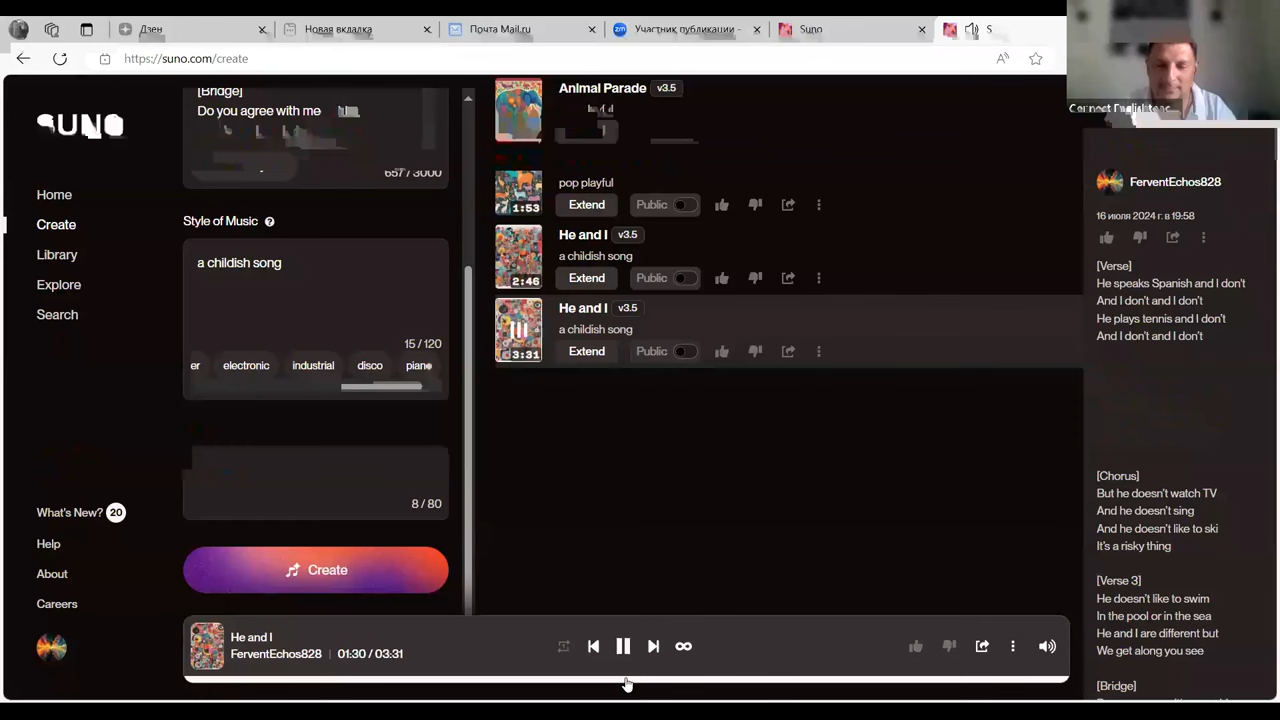 Дзен
Новая вкладка
Почта Mail.ru
Участник публикации -
Suno
S
https://suno.com/create
SUNO
Home
Create
Library
Explore
Search
What's New? 20
Help
About
Careers
[Bridge]
Do you agree with me
657 / 3000
Style of Music
a childish song
15 / 120
er electronic industrial disco piano
8 / 80
Create
Animal Parade v3.5
1:53
pop playful
Extend Public
He and I v3.5
a childish song
2:46
Extend Public
He and I v3.5
a childish song
3:31
Extend Public
He and I
FerventEchos828 01:30 / 03:31
FerventEchos828
16 июля 2024 г. в 19:58
[Verse]
He speaks Spanish and I don't
And I don't and I don't
He plays tennis and I don't
And I don't and I don't
[Chorus]
But he doesn't watch TV
And he doesn't sing
And he doesn't like to ski
It's a risky thing
[Verse 3]
He doesn't like to swim
In the pool or in the sea
He and I are different but
We get along you see
[Bridge]